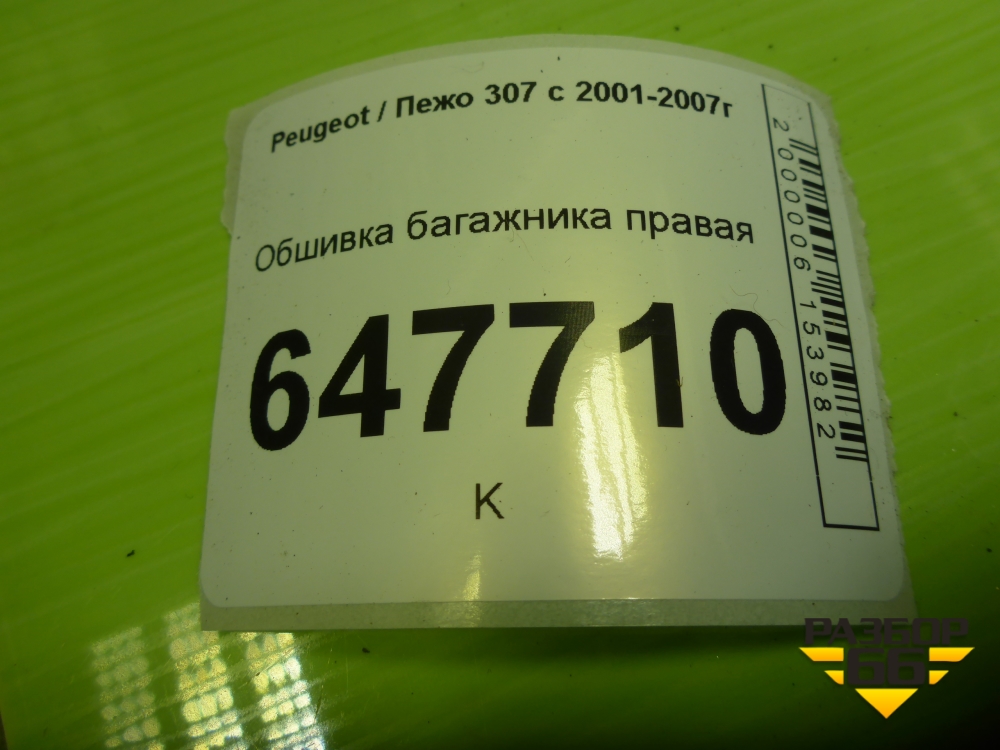 Peugeot / Пежо 307 с 2001-2007г
Обшивка багажника правая
647710
К
2000006153982
РАЗБОР
66